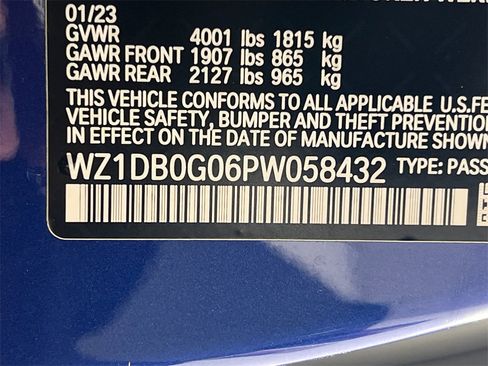 01/23
GVWR 4001 lbs 1815 kg
GAWR FRONT 1907 lbs 865 kg
GAWR REAR 2127 lbs 965 kg
THIS VEHICLE CONFORMS TO ALL APPLICABLE U.S.FE
VEHICLE SAFETY, BUMPER AND THEFT PREVENTIO
IN EFFECT ON THE DATE OF MANUFACTURE SHOWN
WZ1DB0G06PW058432 TYPE: PASS